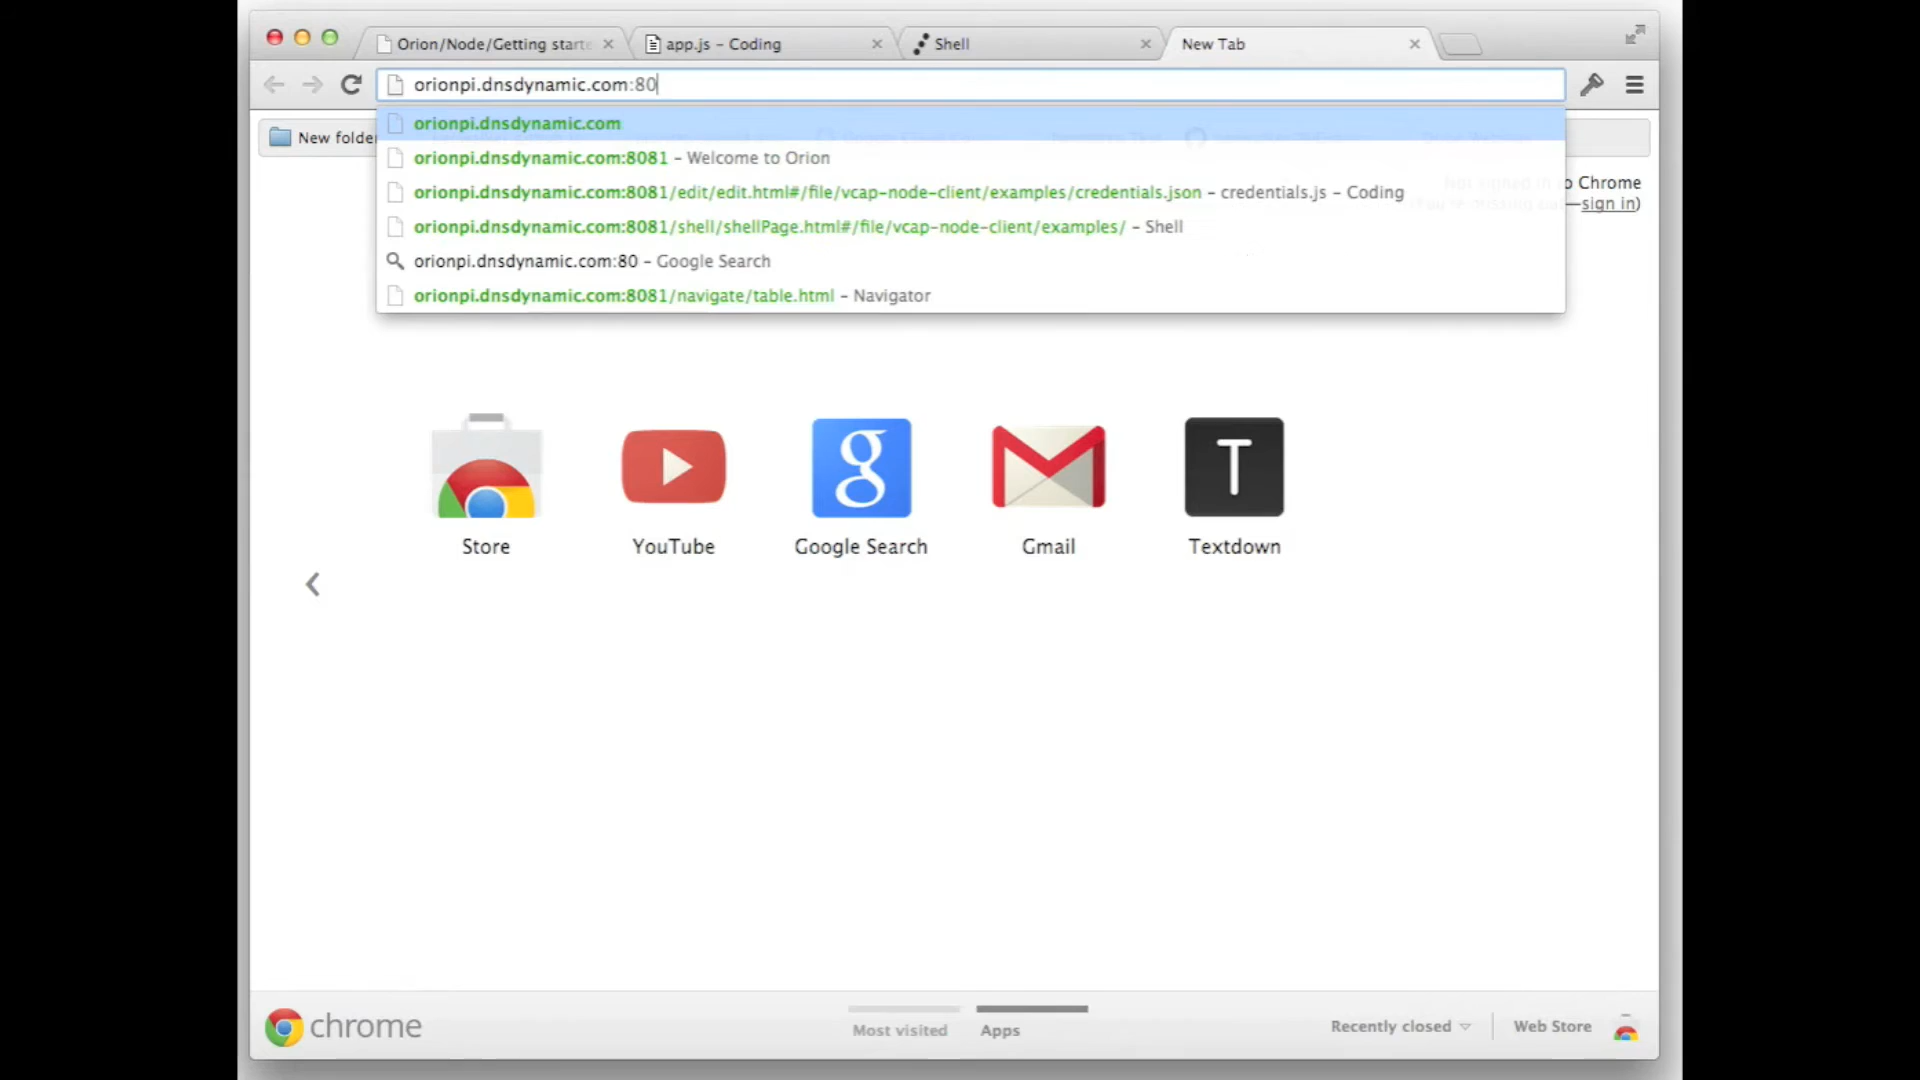 Orion/Node/Getting starte
app.js – Coding
Shell
New Tab
orionpi.dnsdynamic.com:80
New folder
orionpi.dnsdynamic.com
orionpi.dnsdynamic.com:8081 – Welcome to Orion
orionpi.dnsdynamic.com:8081/edit/edit.html#/file/vcap-node-client/examples/credentials.json – credentials.js – Coding
orionpi.dnsdynamic.com:8081/shell/shellPage.html#/file/vcap-node-client/examples/ – Shell
orionpi.dnsdynamic.com:80 – Google Search
orionpi.dnsdynamic.com:8081/navigate/table.html – Navigator
o Chrome
—sign in)
Store
YouTube
Google Search
Gmail
T
Textdown
chrome
Most visited
Apps
Recently closed
Web Store